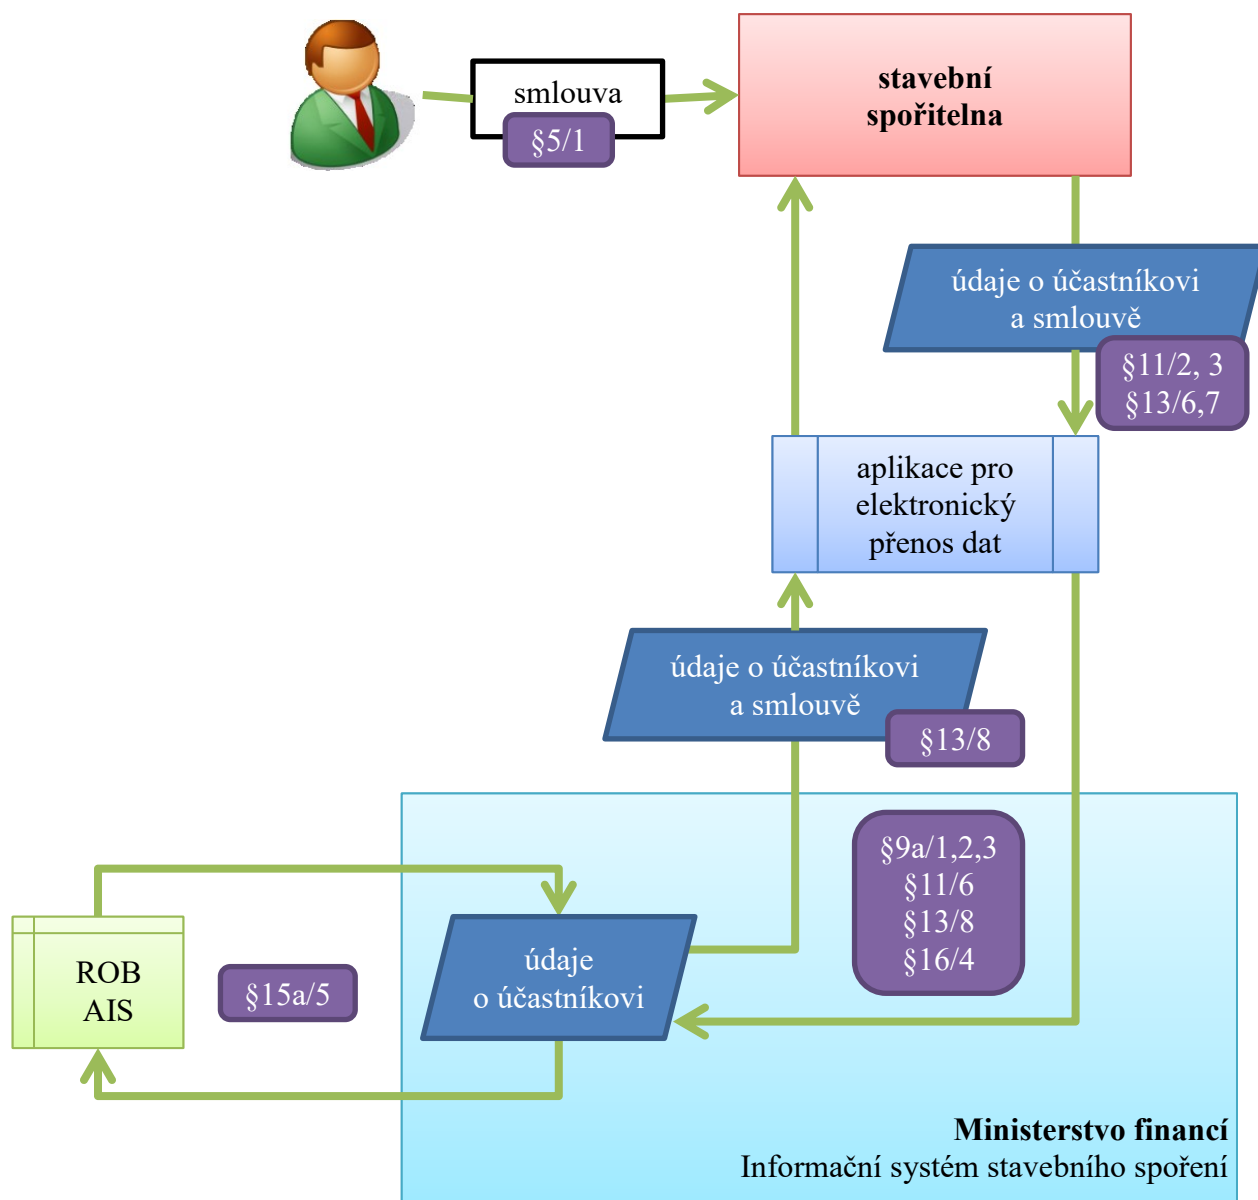 smlouva
§5/1
stavební
spořitelna
údaje o účastníkovi
a smlouvě
§11/2, 3
§13/6,7
aplikace pro
elektronický
přenos dat
údaje o účastníkovi
a smlouvě
§13/8
§9a/1,2,3
§11/6
§13/8
§16/4
ROB
AIS
§15a/5
údaje
o účastníkovi
Ministerstvo financí
Informační systém stavebního spoření